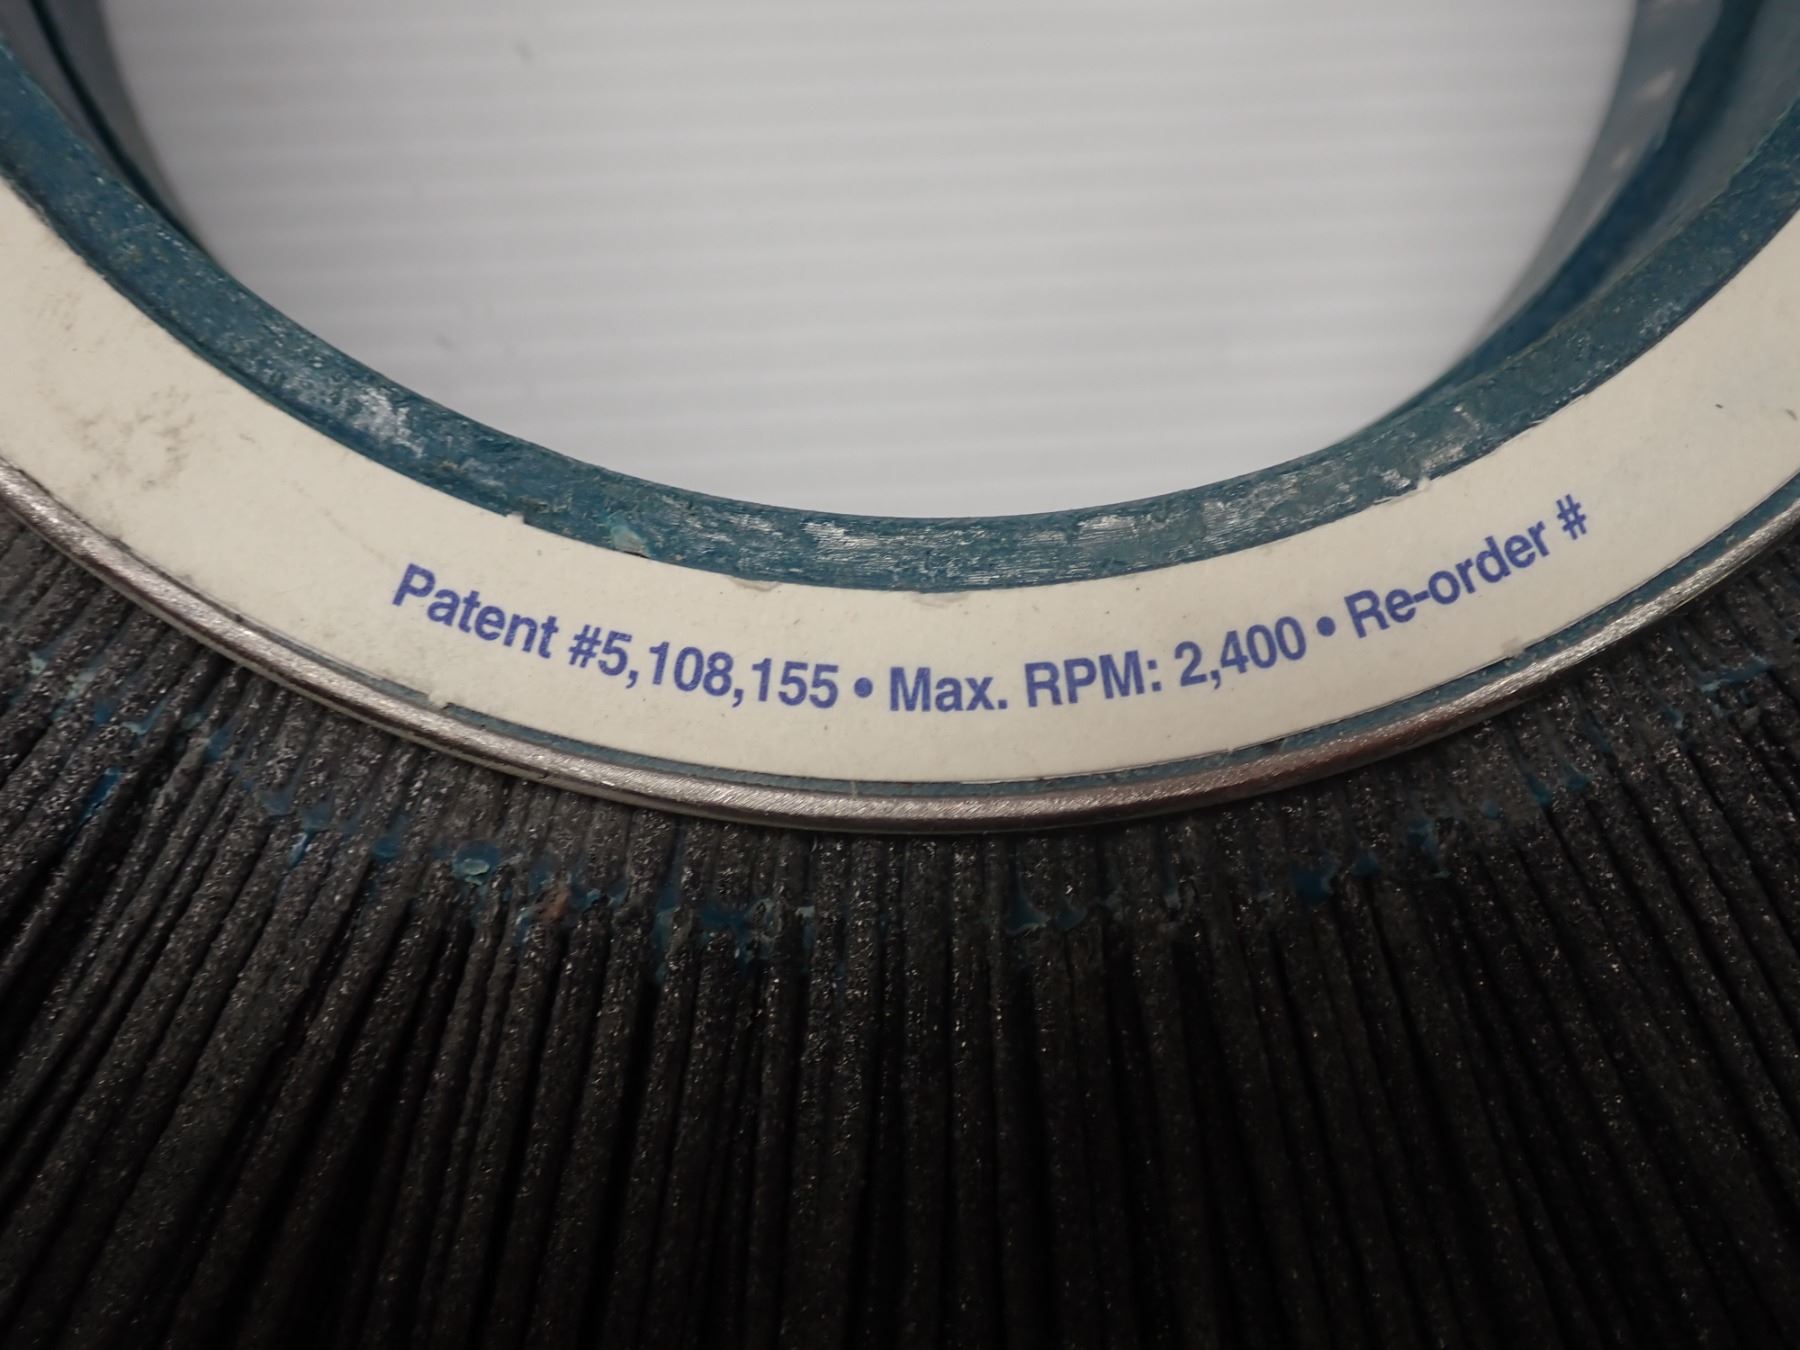 Patent #5,108,155 • Max. RPM: 2,400 • Re-order #